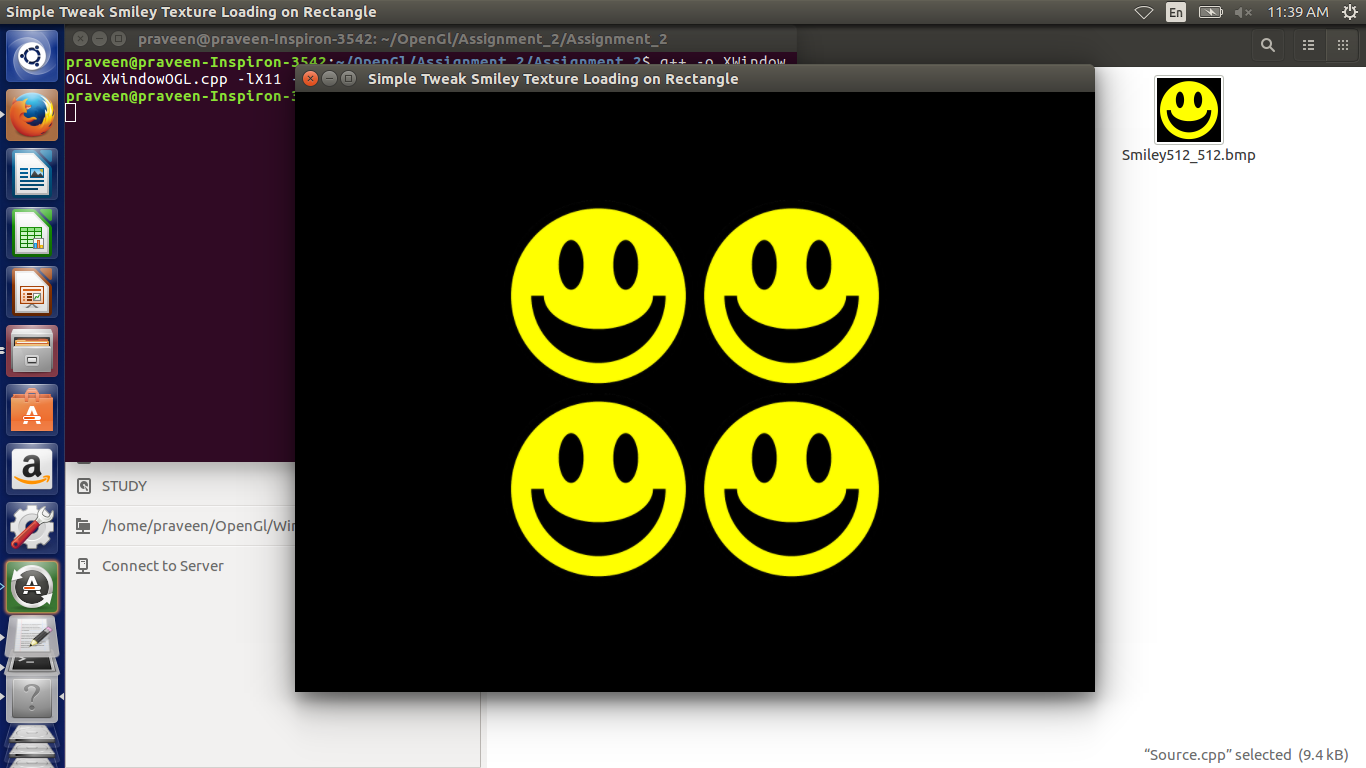 Simple Tweak Smiley Texture Loading on Rectangle
En
11:39 AM
praveen@praveen-Inspiron-3542: ~/OpenGl/Assignment_2/Assignment_2
praveen@praveen-Inspiron-3542:~/OpenGl/Assignment_2/Assignment_2$ g++ -o XWindow
OGL XWindowOGL.cpp -lX11
praveen@praveen-Inspiron-3
Simple Tweak Smiley Texture Loading on Rectangle
Smiley512_512.bmp
STUDY
/home/praveen/OpenGl/Wi
Connect to Server
“Source.cpp” selected (9.4 kB)